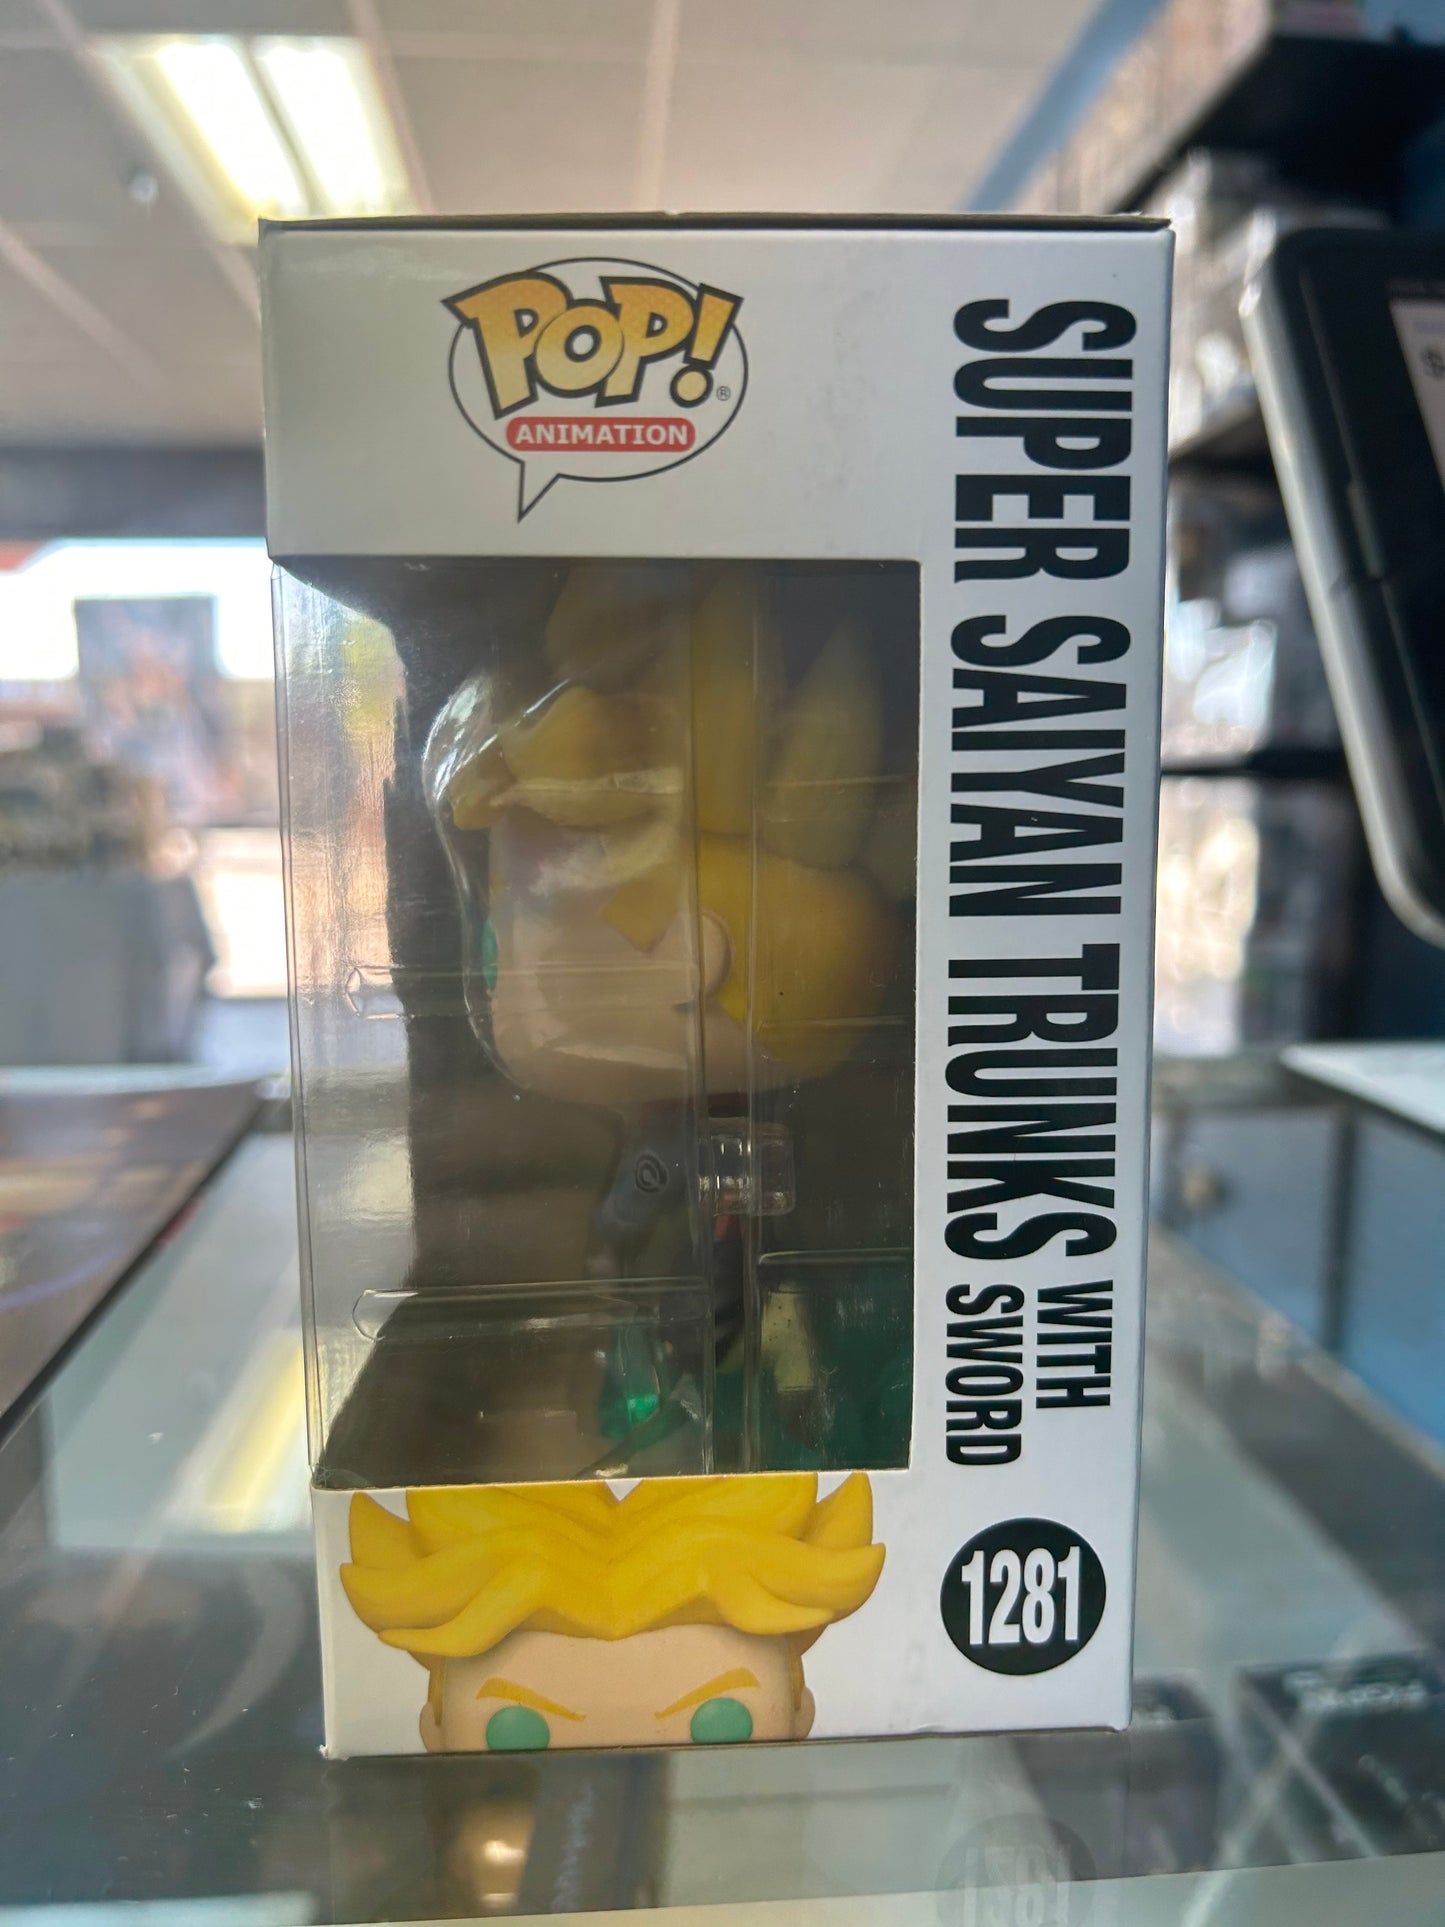 POP! ®
ANIMATION
SUPER SAIYAN TRUNKS WITH
SWORD
1281